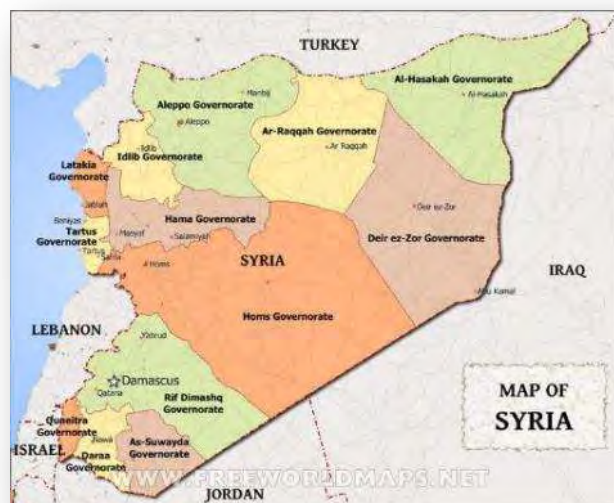 TURKEY
Al-Hasakah Governorate
Al-Hasakah
Manbij
Aleppo Governorate
Aleppo
Ar-Raqqah Governorate
Ar Raqqah
Idlib
Idlib Governorate
Latakia
Governorate
Jablah
Deir ez-Zor
Hama Governorate
Baniyas
Tartus
Governorate
Masyaf
Salamiyah
Deir ez-Zor Governorate
Tartus
Safita
Homs
SYRIA
IRAQ
Abu Kamal
Homs Governorate
LEBANON
Yabrud
Damascus
Qatana
Rif Dimashq
Governorate
MAP OF
SYRIA
Quneitra
Governorate
Nawa
As-Suwayda
Governorate
ISRAEL
Daraa
Governorate
WWW.FREEWORLDMAPS.NET
JORDAN